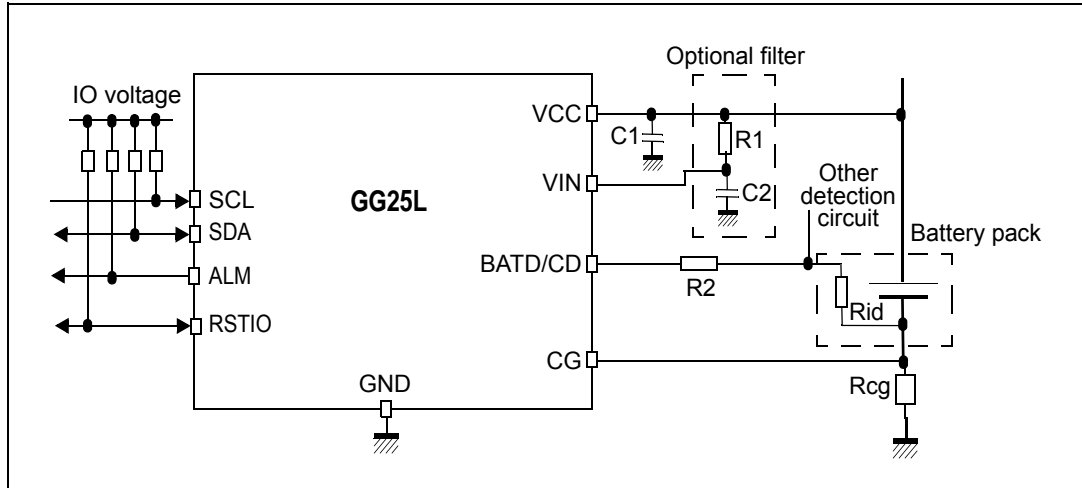 Optional filter
IO voltage
VCC
C1
R1
VIN
C2
Other
detection
circuit
SCL
GG25L
SDA
Battery pack
BATD/CD
ALM
R2
Rid
RSTIO
CG
GND
Rcg